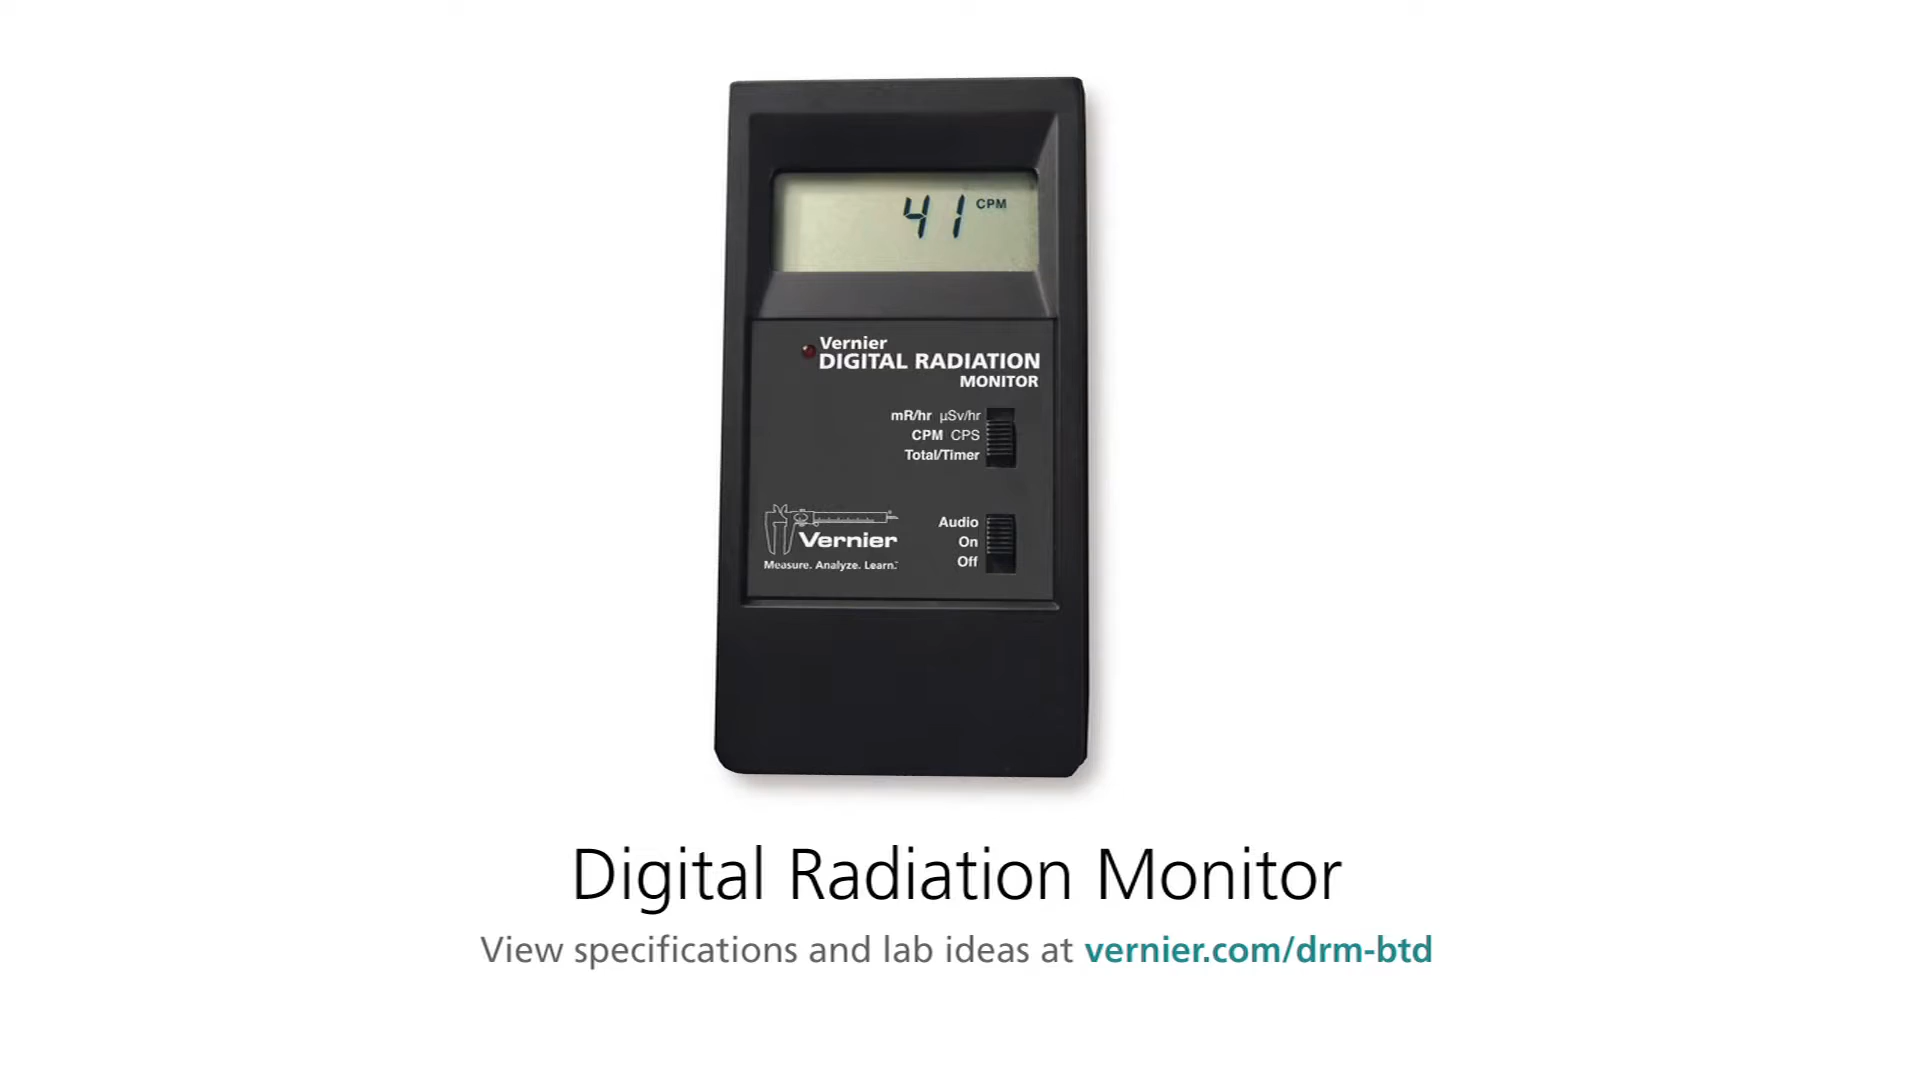 41 CPM
Vernier
DIGITAL RADIATION
MONITOR
mR/hr µSv/hr
CPM CPS
Total/Timer
Vernier
Measure. Analyze. Learn.™
Audio
On
Off
Digital Radiation Monitor
View specifications and lab ideas at vernier.com/drm-btd